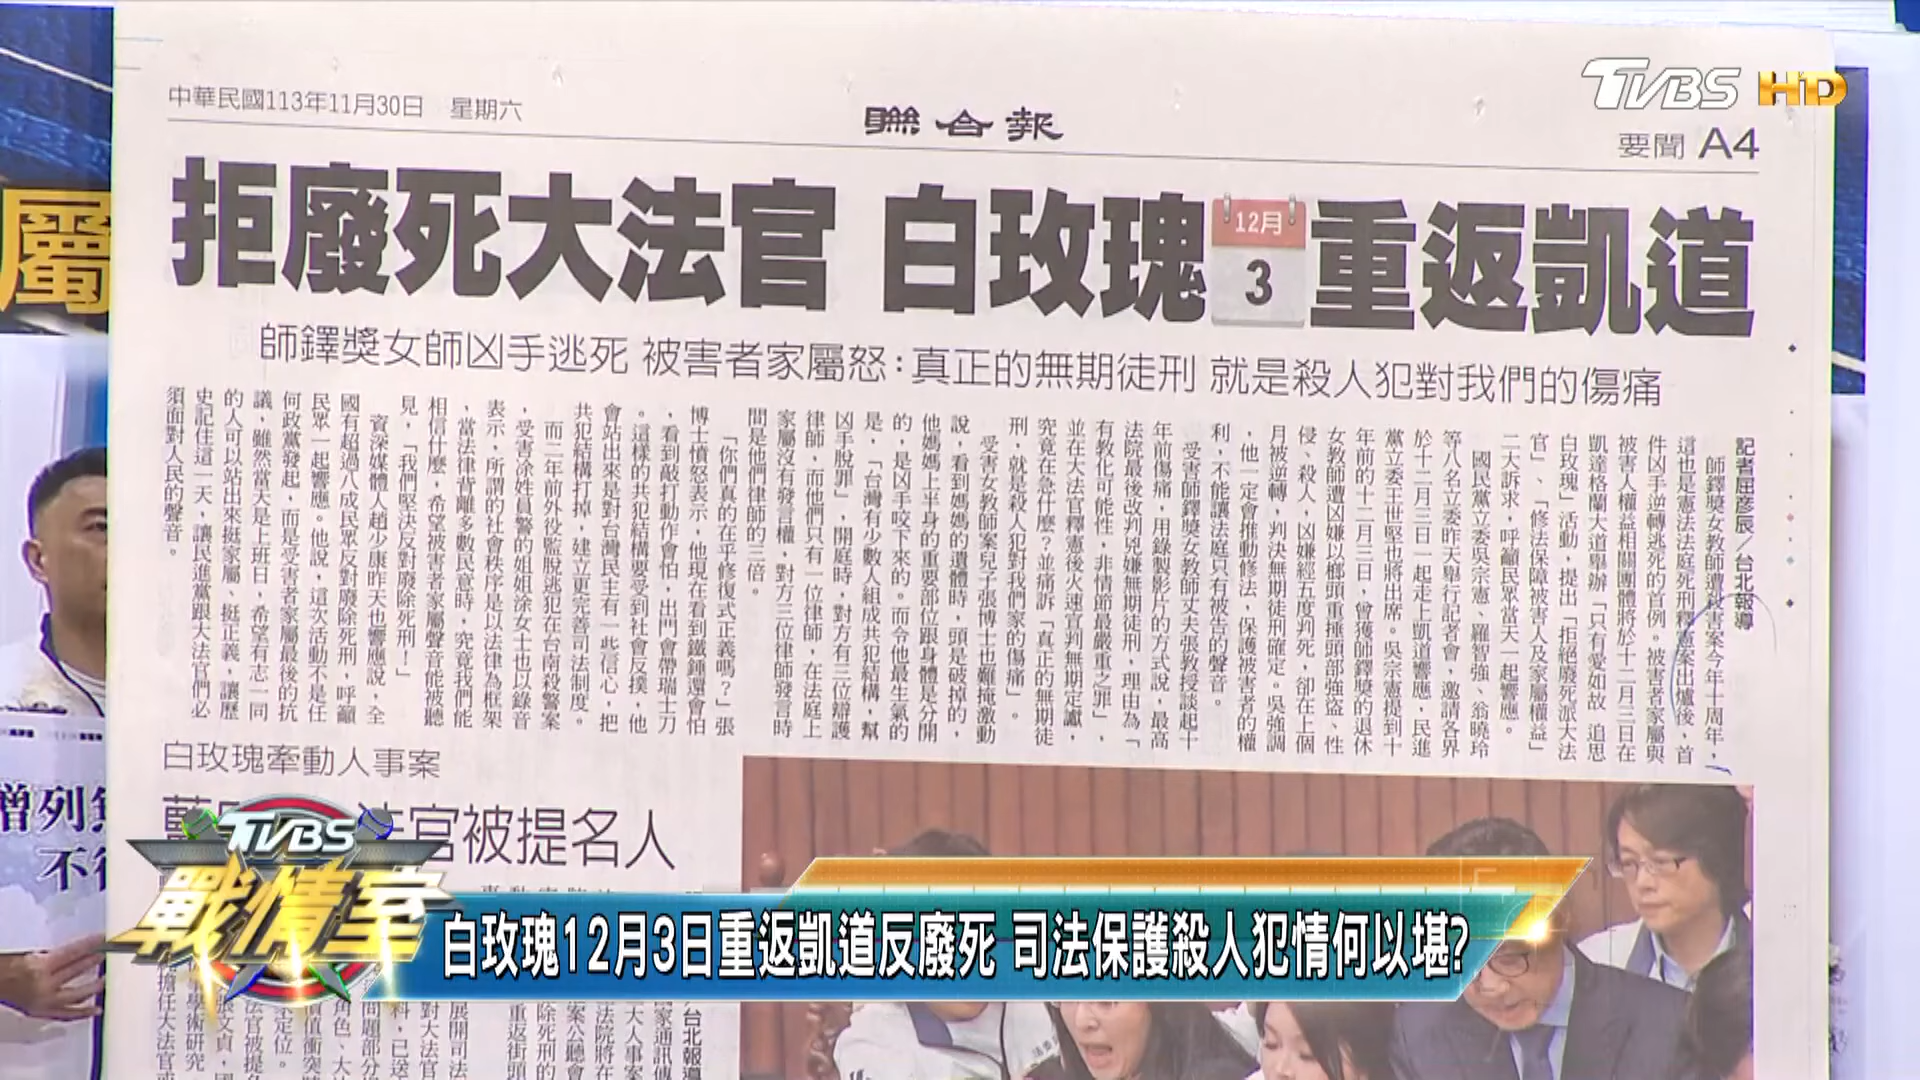 TVBS HD
中華民國113年11月30日 星期六
聯合報
要聞 A4
拒廢死大法官 白玫瑰12月3重返凱道
師鐸獎女師凶手逃死 被害者家屬怒：真正的無期徒刑 就是殺人犯對我們的傷痛
記者屈彥辰／台北報導
師鐸獎女教師遭殺害案今年十周年，
這也是憲法法庭死刑釋憲案出爐後，首
件凶手逆轉逃死的首例。被害者家屬與
被害人權益相關團體將於十二月三日在
凱達格蘭大道舉辦「只有愛如故 追思
白玫瑰」活動，提出「拒絕廢死派大法
官」、「修法保障被害人及家屬權益」
二大訴求，呼籲民眾當天一起響應。
國民黨立委吳宗憲、羅智強、翁曉玲
等八名立委昨天舉行記者會，邀請各界
於十二月三日一起走上凱道響應，民進
黨立委王世堅也將出席。吳宗憲提到十
年前的十二月三日，曾獲師鐸獎的退休
女教師遭凶嫌以榔頭重捶頭部強盜、性
侵、殺人，凶嫌經五度判死，卻在上個
月被逆轉，判決無期徒刑確定。吳強調
，他一定會推動修法，保護被害者的權
利，不能讓法庭只有被告的聲音。
受害師鐸獎女教師丈夫張教授談起十
年前傷痛，用錄製影片的方式說，最高
法院最後改判兇嫌無期徒刑，理由為「
有教化可能性，非情節最嚴重之罪」，
並在大法官釋憲後火速宣判無期定讞，
究竟在急什麼？並痛訴「真正的無期徒
刑，就是殺人犯對我們家的傷痛」。
受害女教師案兒子張博士也難掩激動
說，看到媽媽的遺體時，頭是破掉的，
他媽媽上半身的重要部位跟身體是分開
的，是凶手咬下來的。而令他最生氣的
是，「台灣有少數人組成共犯結構，幫
凶手脫罪」，開庭時，對方有三位辯護
律師，而他們只有一位律師，在法庭上
家屬沒有發言權，對方三位律師發言時
間是他們律師的三倍。
「你們真的在乎修復式正義嗎？」張
博士憤怒表示，他現在看到鐵鍾還會怕
，看到敲打動作會怕，出門會帶瑞士刀
。這樣的共犯結構要受到社會反撲，他
會站出來是對台灣民主有一些信心，把
共犯結構打掉，建立更完善司法制度。
而二年前外役監脫逃犯在台南殺警案
，受害涂姓員警的姐姐涂女士也以錄音
表示，所謂的社會秩序是以法律為框架
，當法律背離多數民意時，究竟我們能
相信什麼，希望被害者家屬聲音能被聽
見，「我們堅決反對廢除死刑！」
資深媒體人趙少康昨天也響應說，全
國有超過八成民眾反對廢除死刑，呼籲
民眾一起響應。他說，這次活動不是任
何政黨發起，而是受害者家屬最後的抗
議，雖然當天是上班日，希望有志一同
的人可以站出來挺家屬、挺正義，讓歷
史記住這一天，讓民進黨跟大法官們必
須面對人民的聲音。
白玫瑰牽動人事案
官被提名人
TVBS
戰情室
白玫瑰12月3日重返凱道反廢死 司法保護殺人犯情何以堪？
屬